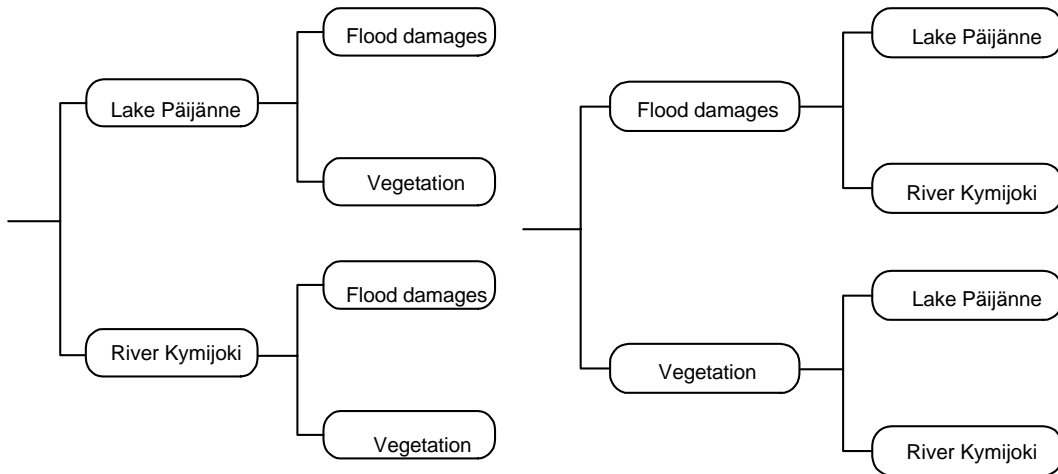 Flood damages
Lake Päijänne
Vegetation
Flood damages
River Kymijoki
Vegetation
Lake Päijänne
Flood damages
River Kymijoki
Lake Päijänne
Vegetation
River Kymijoki